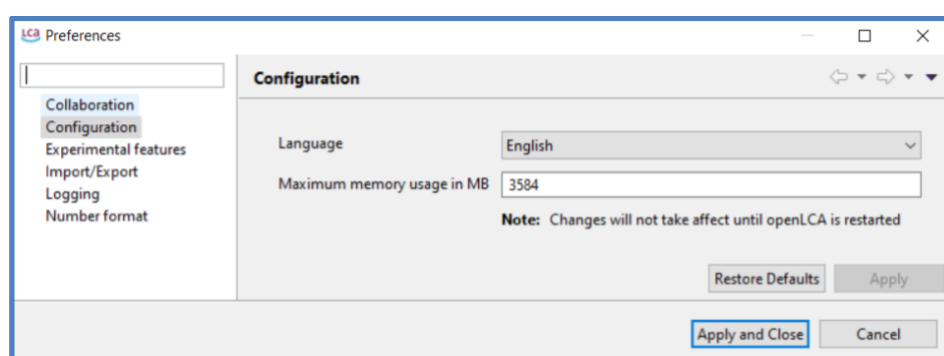 LCA Preferences
Configuration
Collaboration
Configuration
Experimental features
Import/Export
Logging
Number format
Language English
Maximum memory usage in MB 3584
Note: Changes will not take affect until openLCA is restarted
Restore Defaults Apply
Apply and Close Cancel